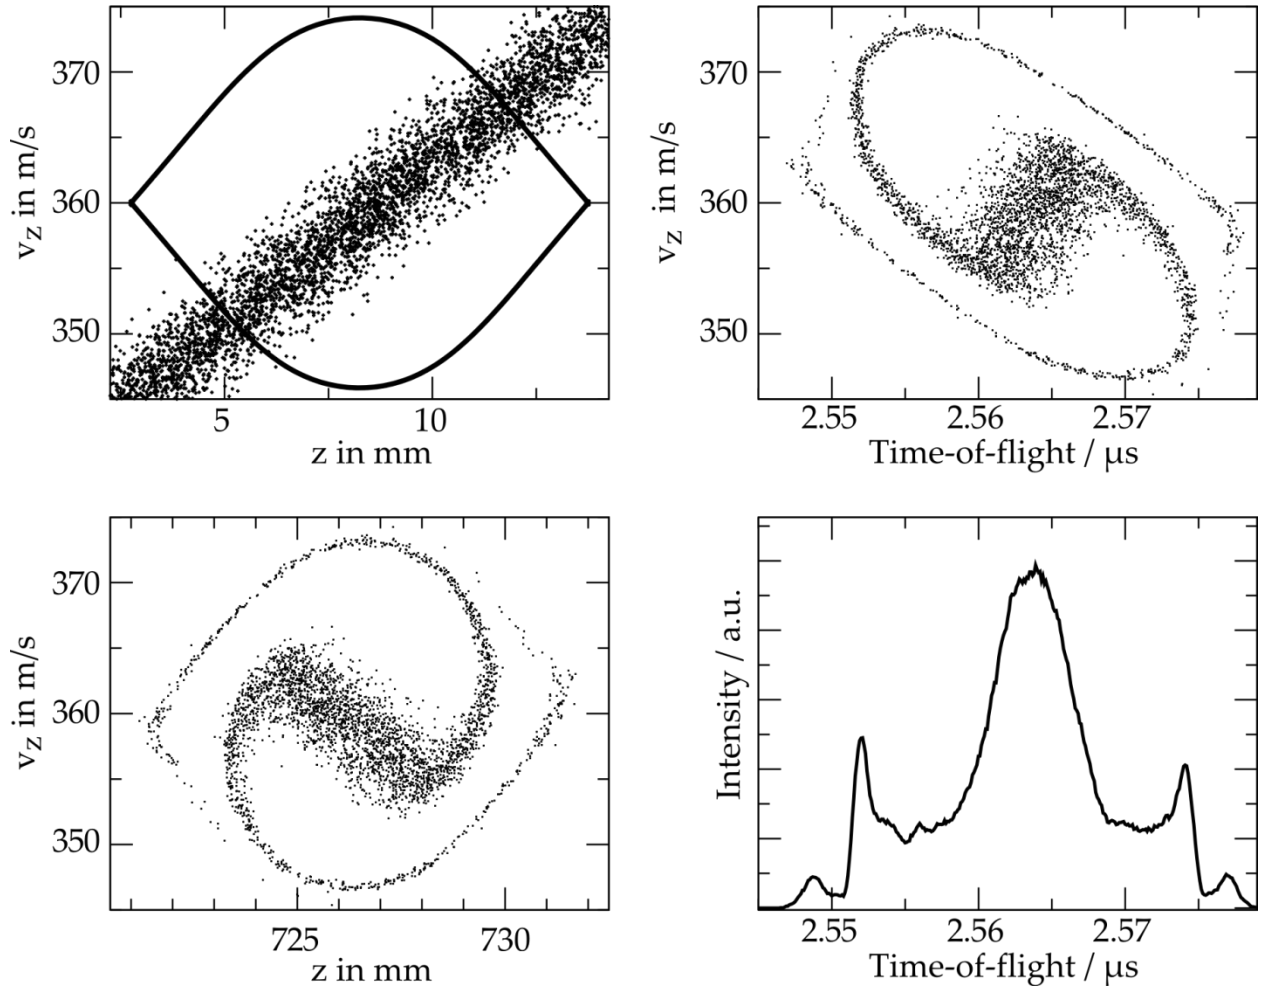 370
360
350
v_z in m/s
5 10
z in mm
370
360
350
v_z in m/s
2.55 2.56 2.57
Time-of-flight / μs
370
360
350
v_z in m/s
725 730
z in mm
Intensity / a.u.
2.55 2.56 2.57
Time-of-flight / μs